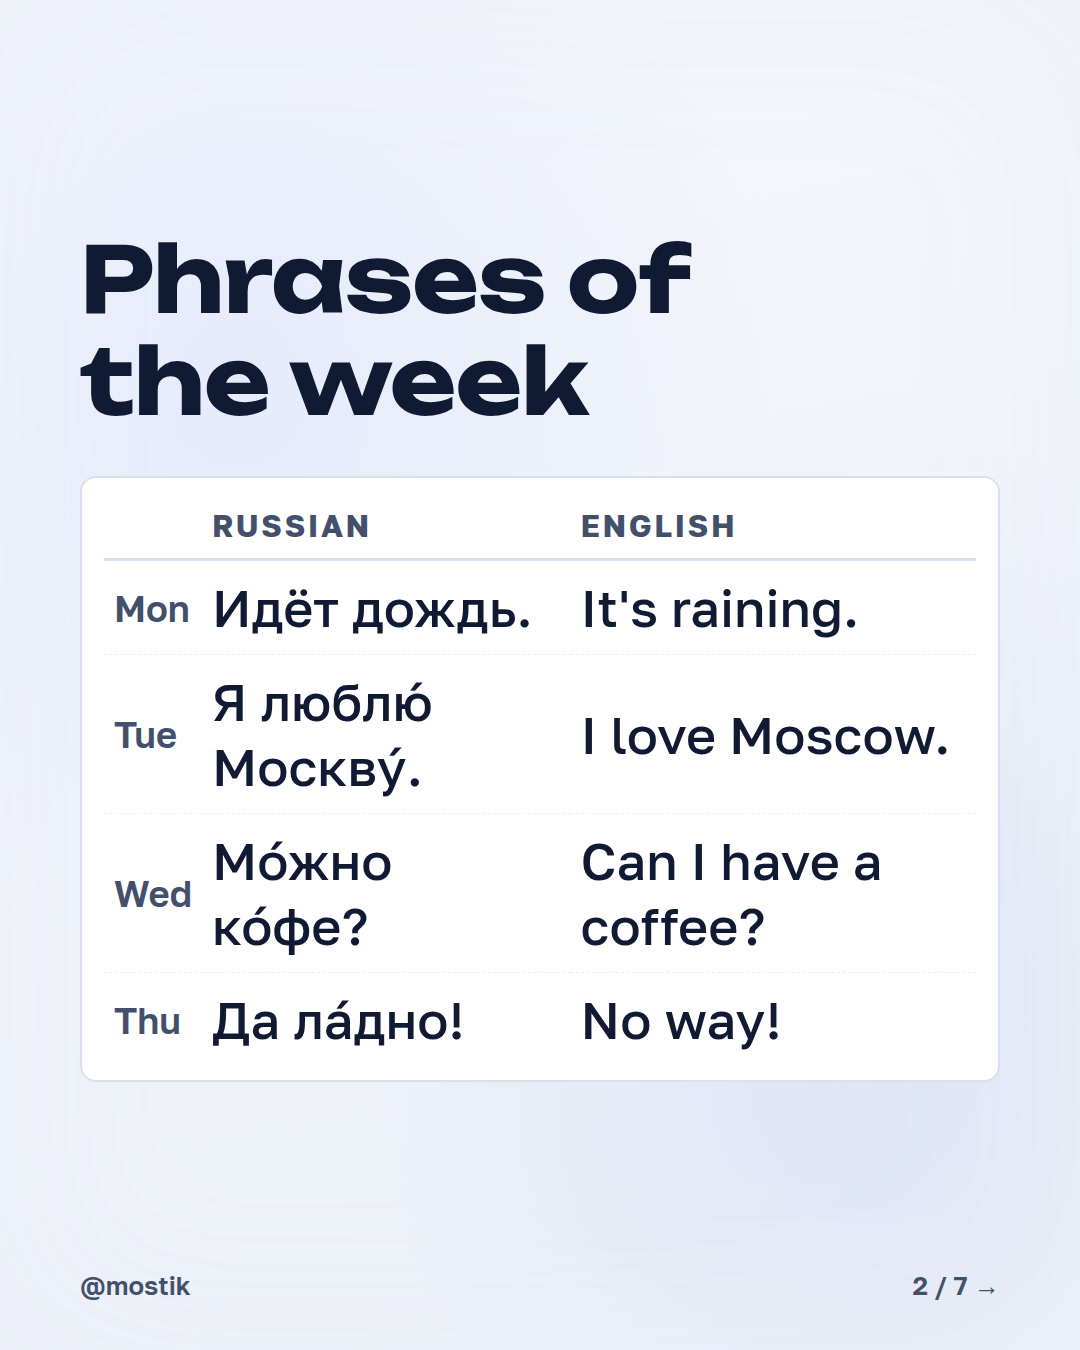 Phrases of
the week
RUSSIAN ENGLISH
Mon Идёт дождь. It's raining.
Tue Я люблю́ Москву́. I love Moscow.
Wed Мо́жно ко́фе? Can I have a coffee?
Thu Да ла́дно! No way!
@mostik 2 / 7 →